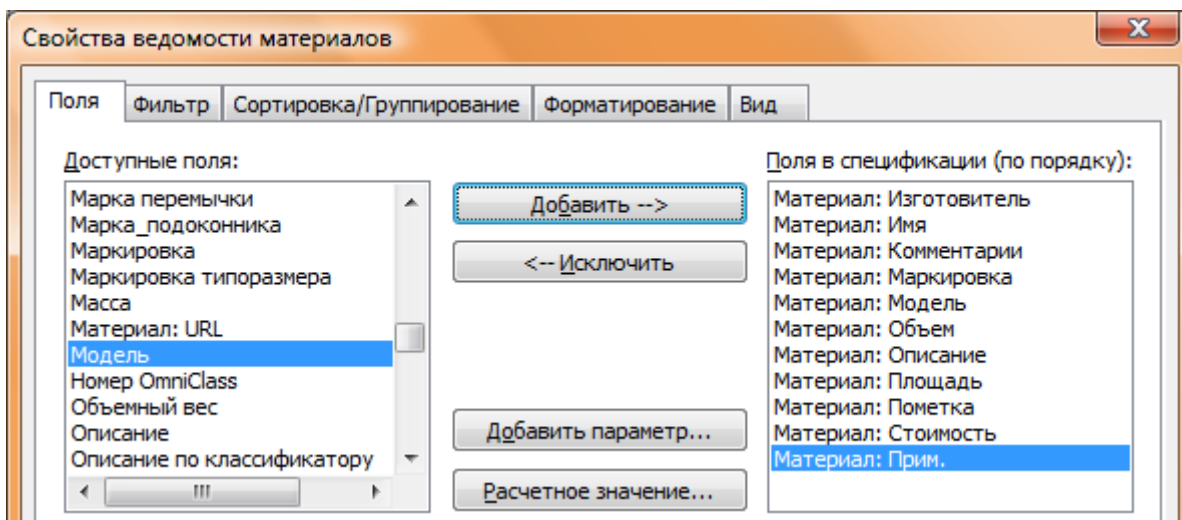 Свойства ведомости материалов
Поля
Фильтр
Сортировка/Группирование
Форматирование
Вид
Доступные поля:
Марка перемычки
Марка_подоконника
Маркировка
Маркировка типоразмера
Масса
Материал: URL
Модель
Номер OmniClass
Объемный вес
Описание
Описание по классификатору
Добавить -->
<-- Исключить
Добавить параметр...
Расчетное значение...
Поля в спецификации (по порядку):
Материал: Изготовитель
Материал: Имя
Материал: Комментарии
Материал: Маркировка
Материал: Модель
Материал: Объем
Материал: Описание
Материал: Площадь
Материал: Пометка
Материал: Стоимость
Материал: Прим.